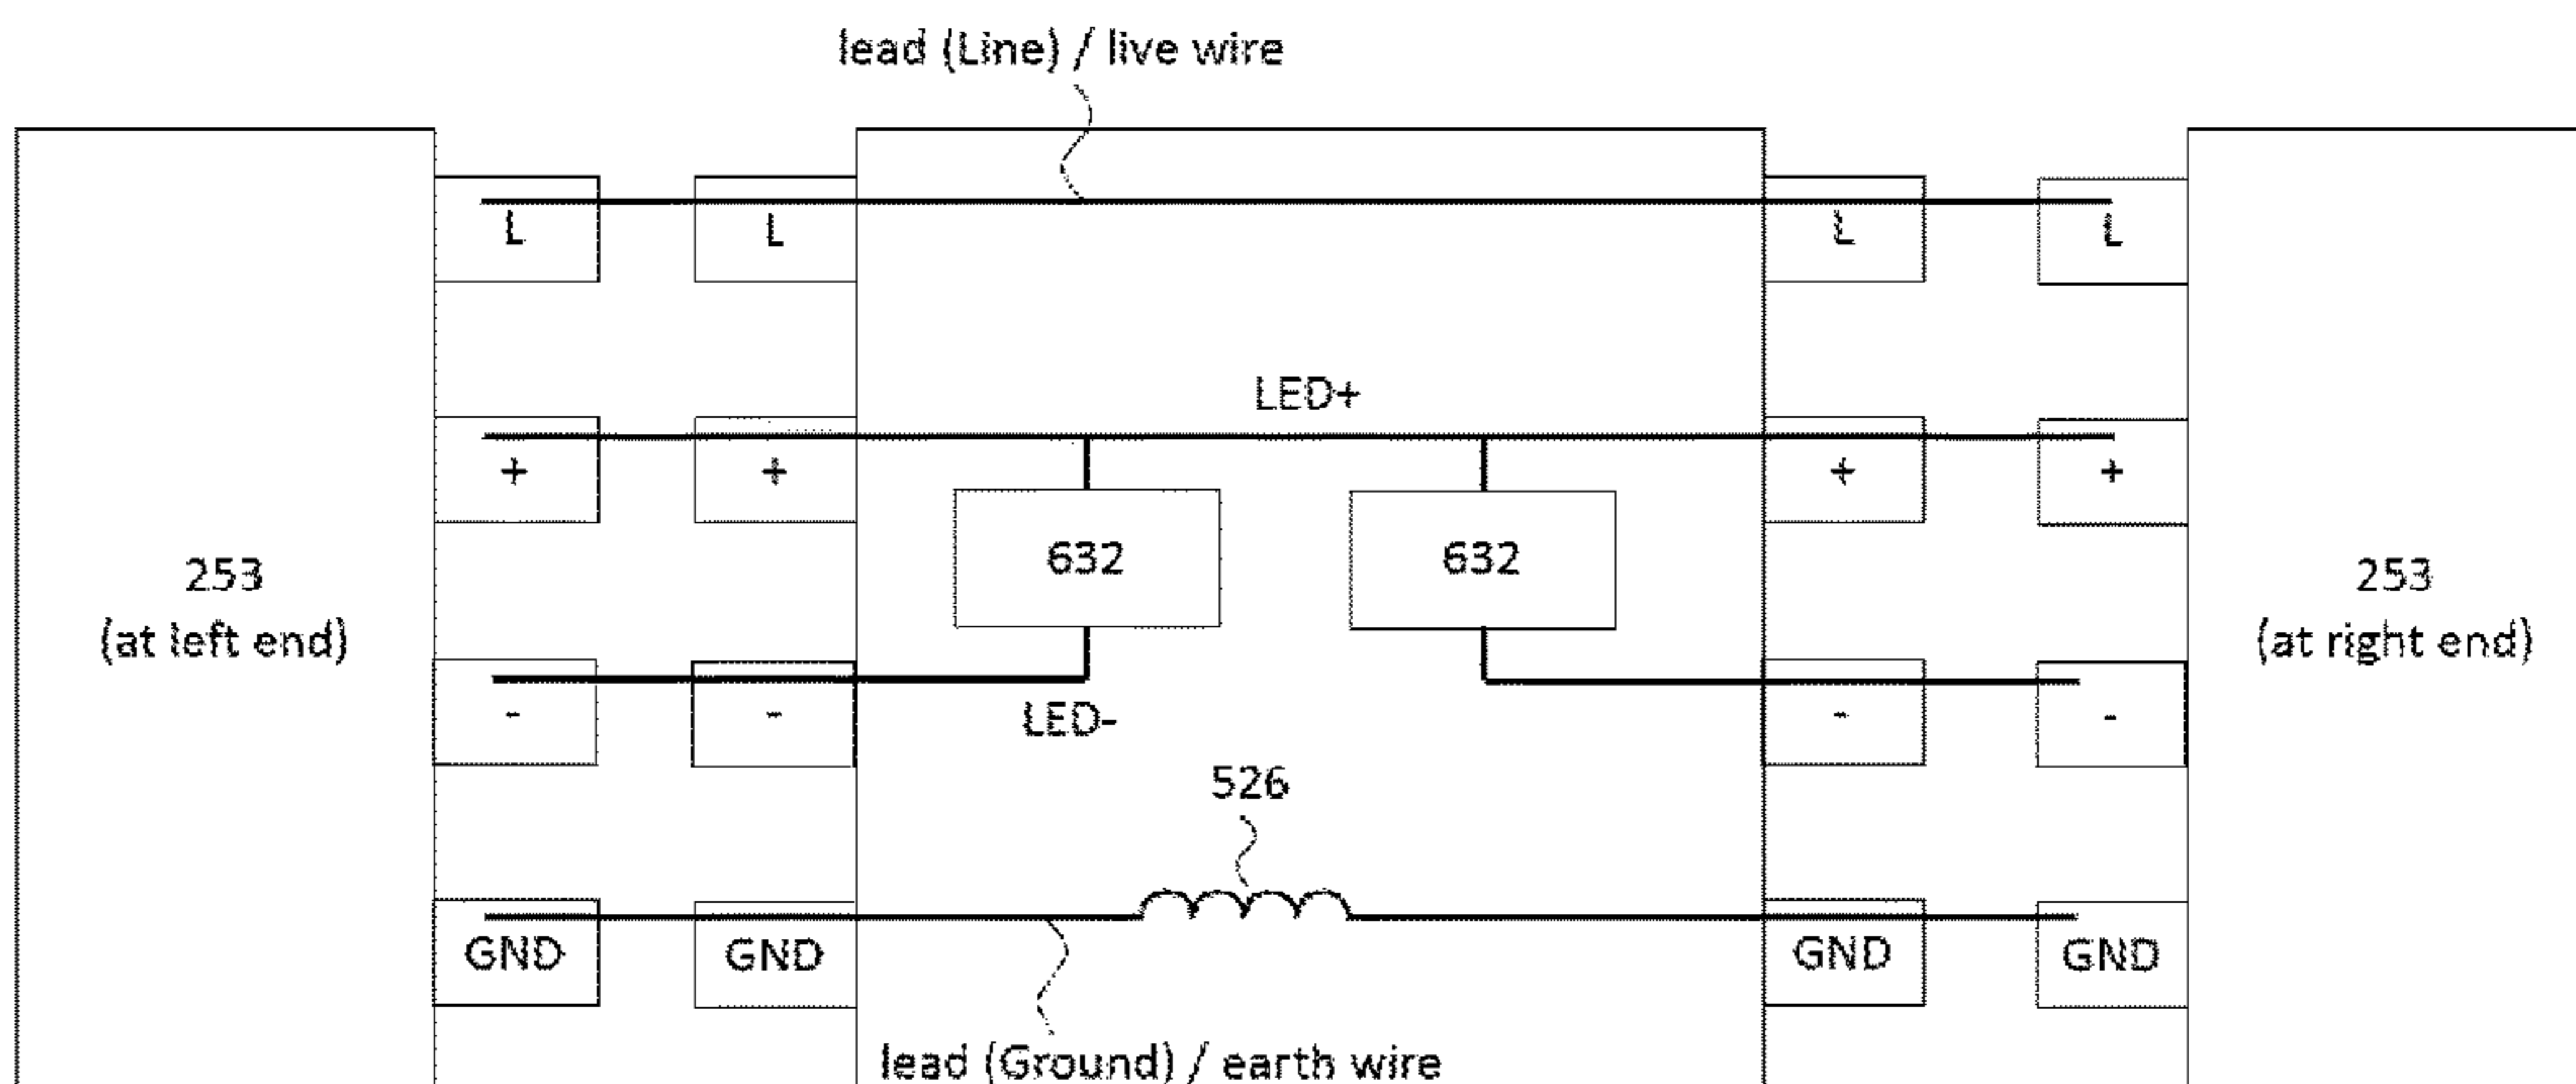 lead (Line) / live wire
L L L L
LED+
+ + + +
632 632
253 253
(at left end) (at right end)
- - - -
LED-
526
GND GND GND GND
lead (Ground) / earth wire